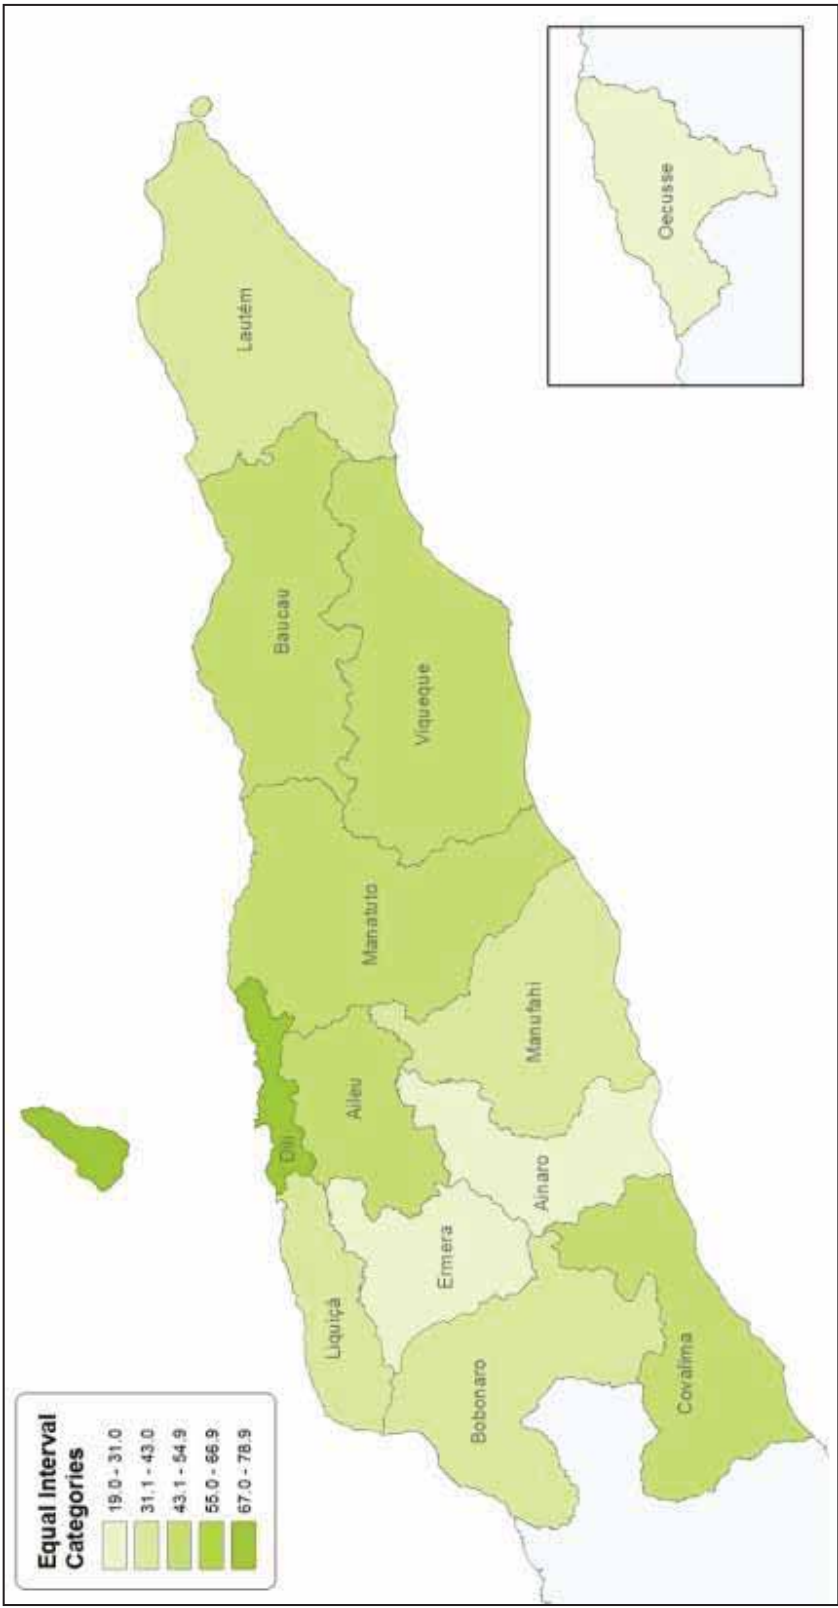 Equal Interval
Categories
19.0 - 31.0
31.1 - 43.0
43.1 - 54.9
55.0 - 66.9
67.0 - 78.9
Lautém
Baucau
Viqueque
Manatuto
Dili
Aileu
Manufahi
Ainaro
Ermera
Liquiçá
Bobonaro
Covalima
Oecusse